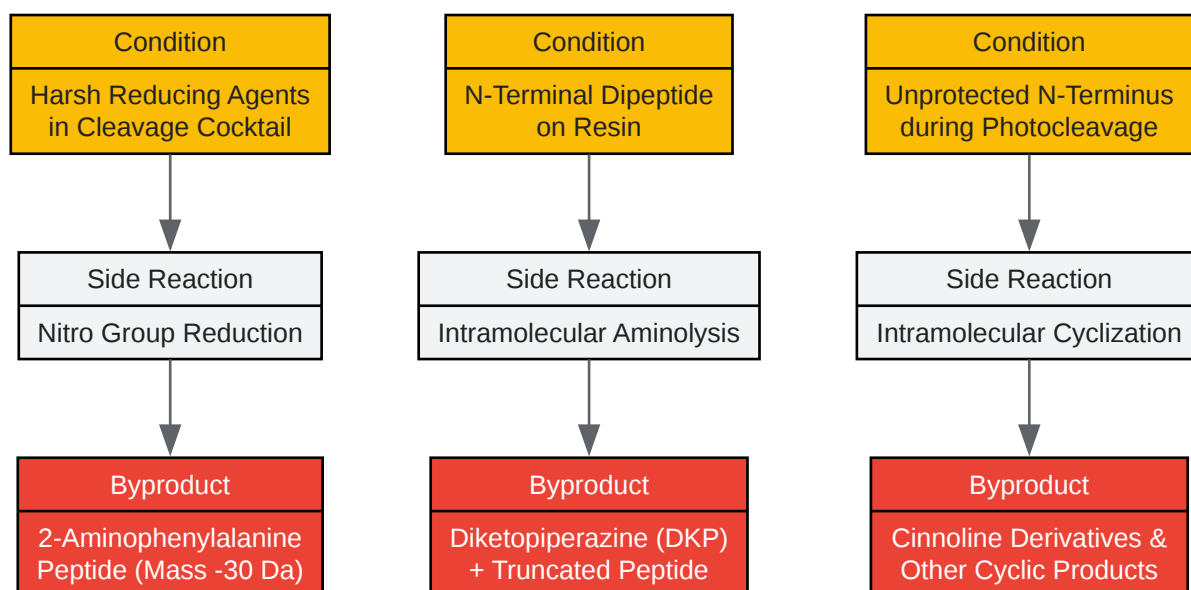 Condition
Harsh Reducing Agents
in Cleavage Cocktail
Side Reaction
Nitro Group Reduction
Byproduct
2-Aminophenylalanine
Peptide (Mass -30 Da)
Condition
N-Terminal Dipeptide
on Resin
Side Reaction
Intramolecular Aminolysis
Byproduct
Diketopiperazine (DKP)
+ Truncated Peptide
Condition
Unprotected N-Terminus
during Photocleavage
Side Reaction
Intramolecular Cyclization
Byproduct
Cinnoline Derivatives &
Other Cyclic Products